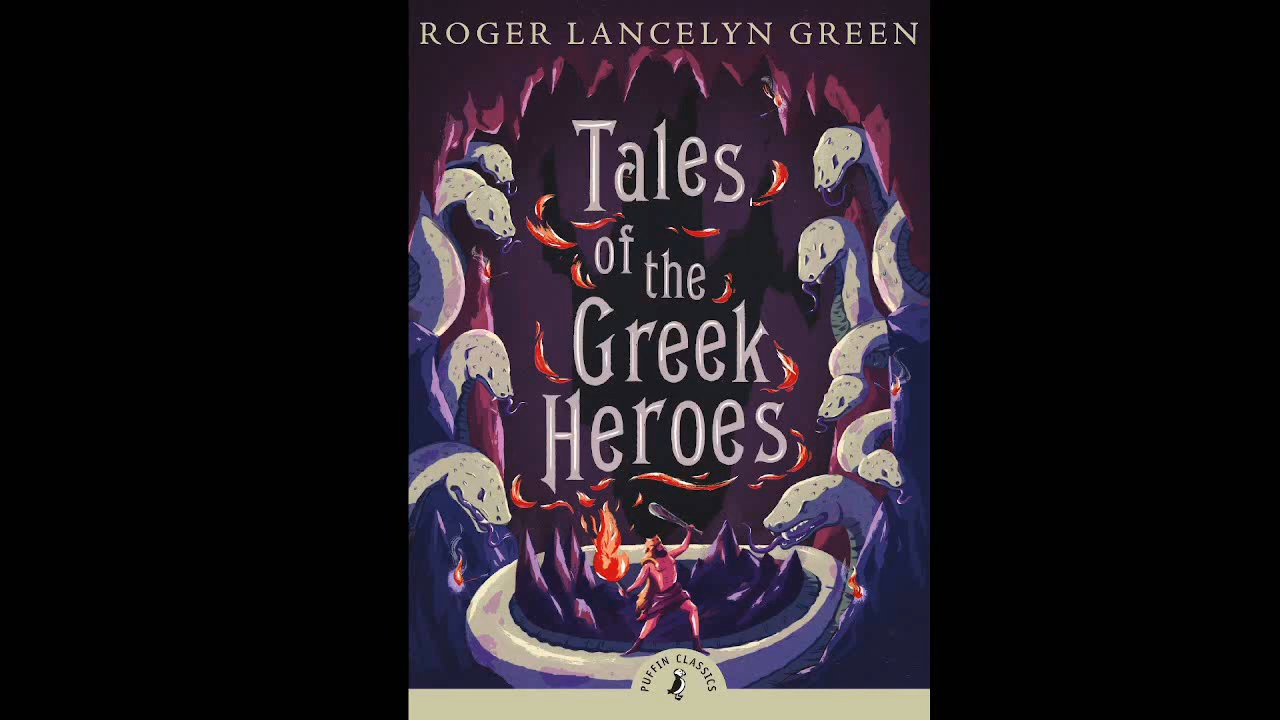 ROGER LANCELYN GREEN
Tales
of the
Greek
Heroes
PUFFIN CLASSICS